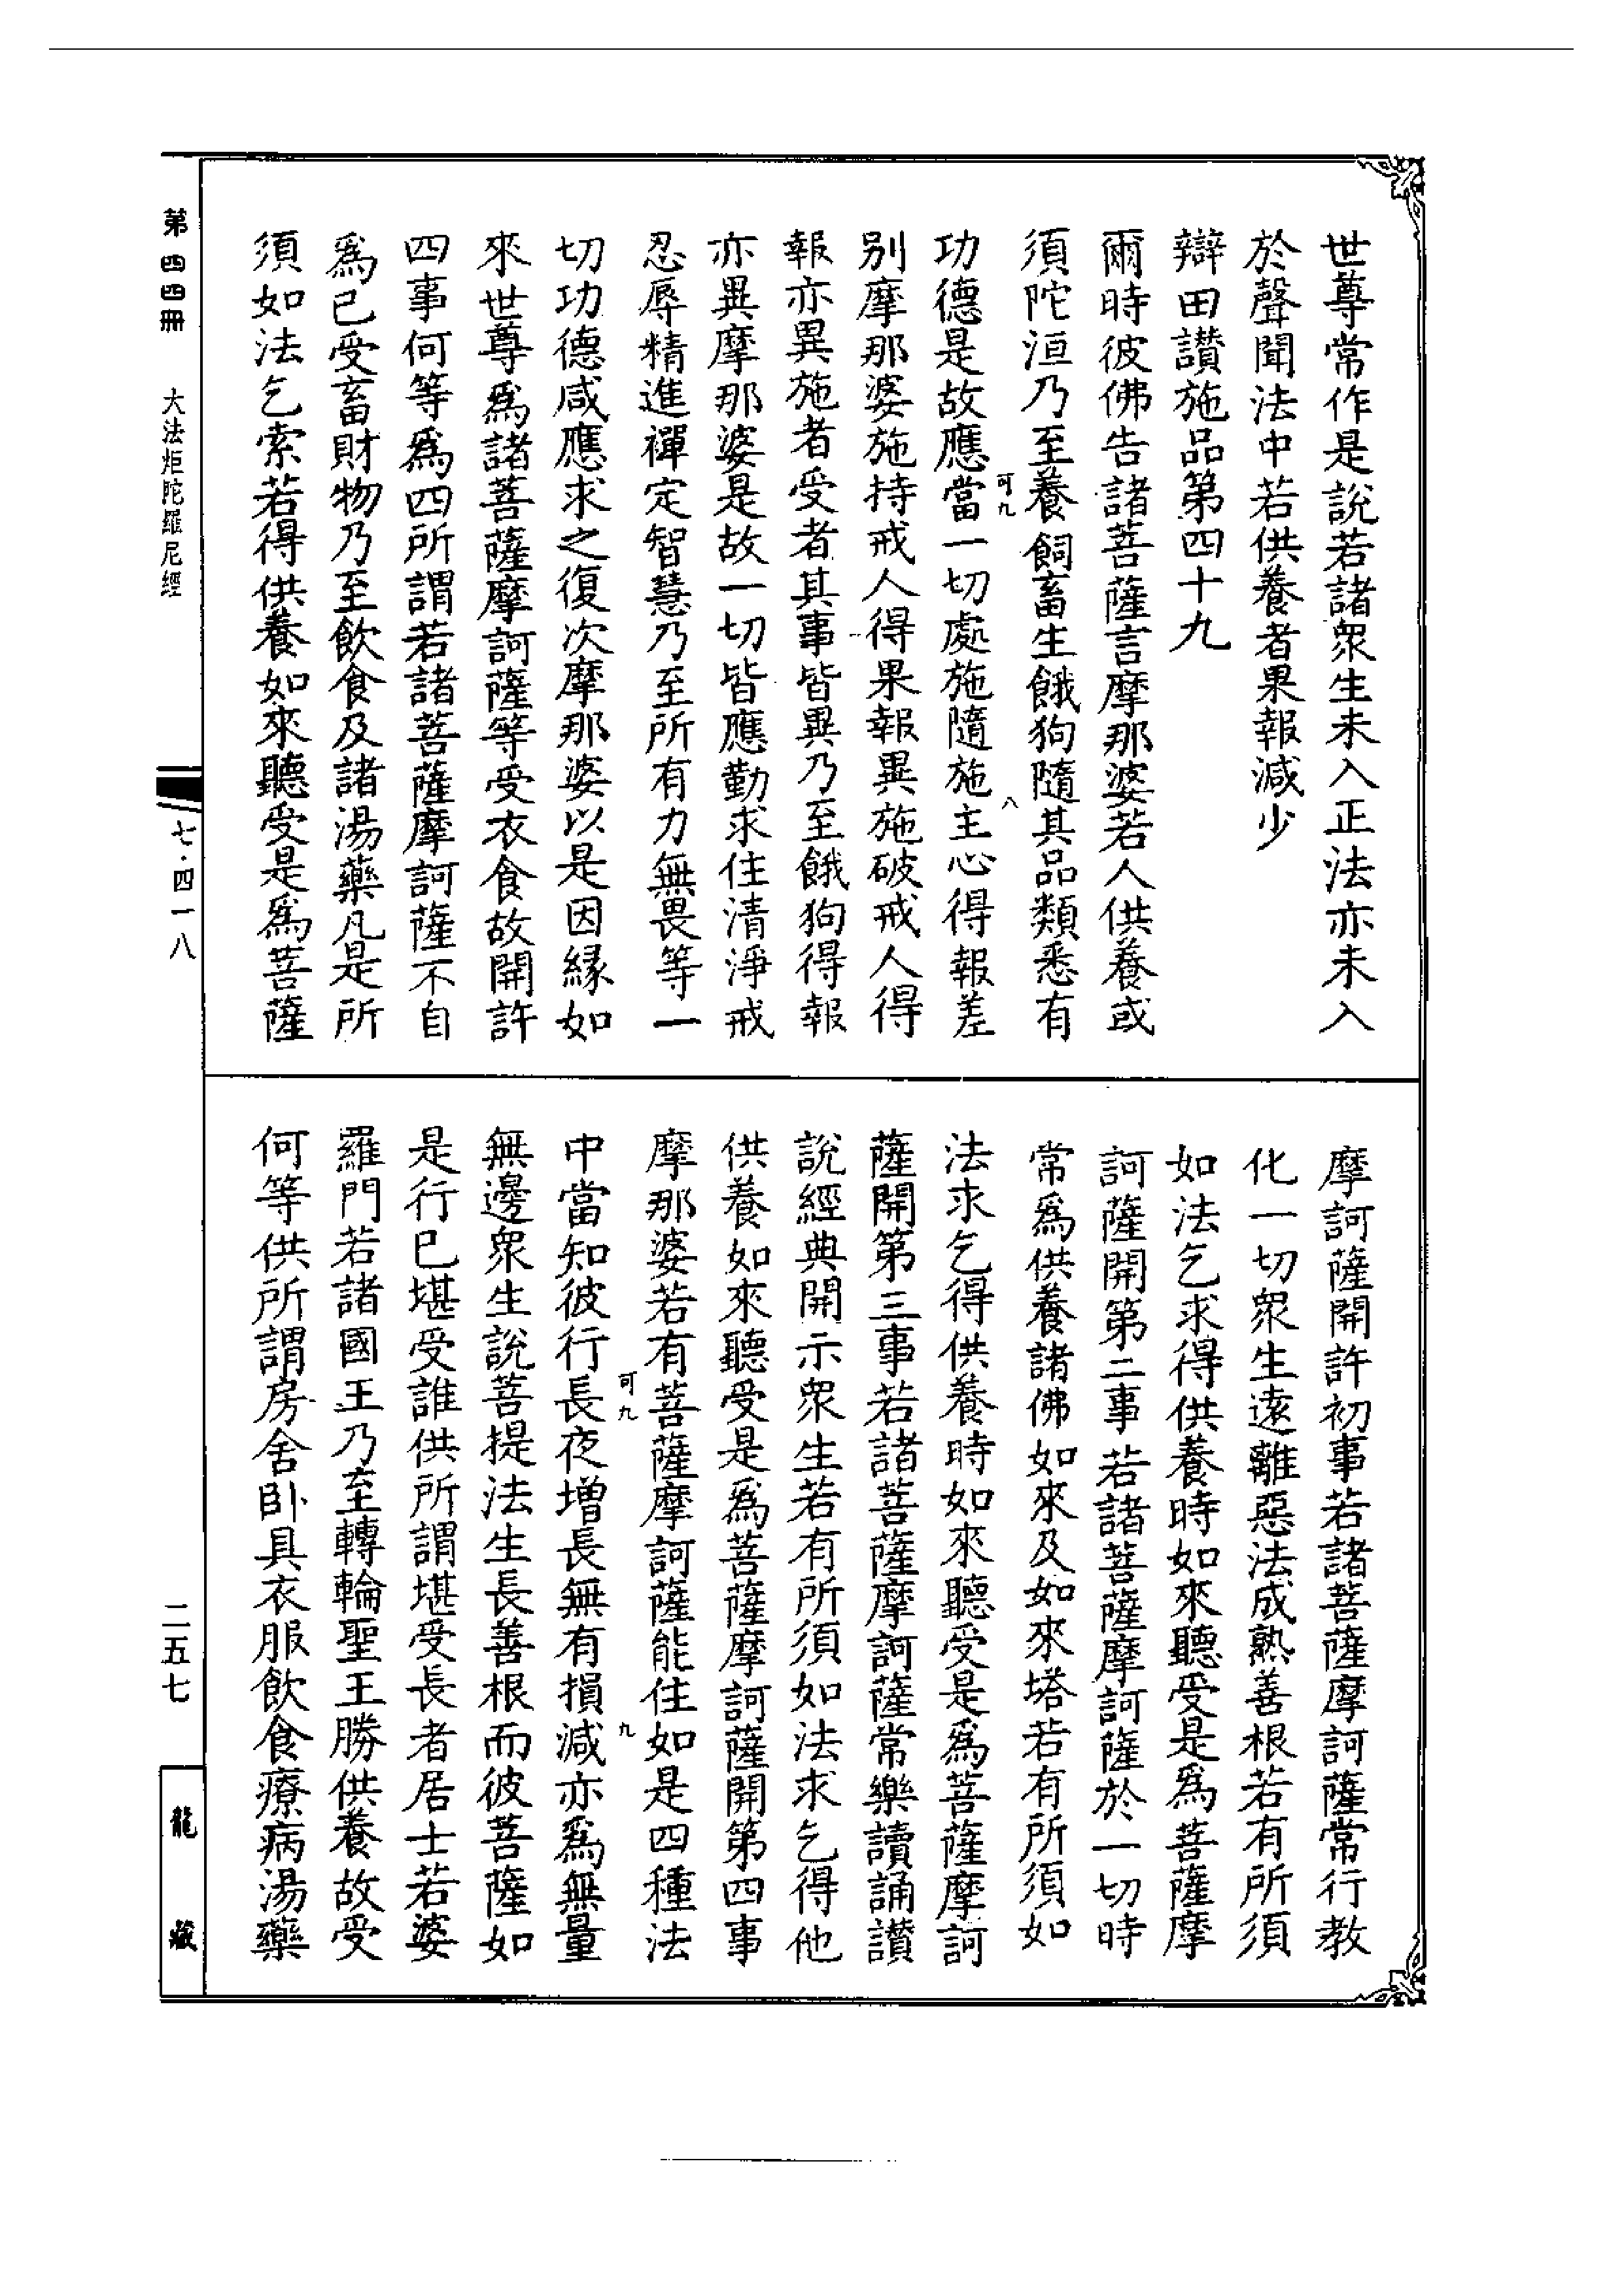 世尊常作是說若諸衆生未入正法亦未入
於聲聞法中若供養者果報減少
辯田讃施品第四十九
爾時彼佛告諸菩薩言摩那婆若人供養或
須陀洹乃至養飼畜生餓狗隨其品類悉有
可九
八
功德是故應當一切處施隨施主心得報差
別摩那婆施持戒人得果報異施破戒人得
報亦異施者受者其事皆異乃至餓狗得報
亦異摩那婆是故一切皆應勤求住清淨戒
忍辱精進禪定智慧乃至所有力無畏等一
切功德咸應求之復次摩那婆以是因緣如
來世尊爲諸菩薩摩訶薩等受衣食故開許
四事何等爲四所謂若諸菩薩摩訶薩不自
爲已受畜財物乃至飲食及諸湯藥凡是所
須如法乞索若得供養如來聽受是爲菩薩
摩訶薩開許初事若諸菩薩摩訶薩常行教
化一切衆生遠離惡法成熟善根若有所須
如法乞求得供養時如來聽受是爲菩薩摩
訶薩開第二事若諸菩薩摩訶薩於一切時
常爲供養諸佛如來及如來塔若有所須如
法求乞得供養時如來聽受是爲菩薩摩訶
薩開第三事若諸菩薩摩訶薩常樂讀誦讃
說經典開示衆生若有所須如法求乞得他
供養如來聽受是爲菩薩摩訶薩開第四事
摩那婆若有菩薩摩訶薩能住如是四種法
可九
九
中當知彼行長夜增長無有損減亦爲無量
無邊衆生說菩提法生長善根而彼菩薩如
是行已堪受誰供所謂堪受長者居士若婆
羅門若諸國王乃至轉輪聖王勝供養故受
何等供所謂房舍卧具衣服飲食療病湯藥
第四四冊
大法炬陀羅尼經
七·四一八
二五七
龍藏